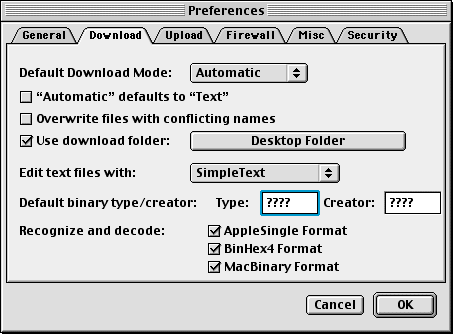 Preferences
General Download Upload Firewall Misc Security
Default Download Mode: Automatic
“Automatic” defaults to “Text”
Overwrite files with conflicting names
Use download folder: Desktop Folder
Edit text files with: SimpleText
Default binary type/creator: Type: ???? Creator: ????
Recognize and decode: AppleSingle Format
BinHex4 Format
MacBinary Format
Cancel OK